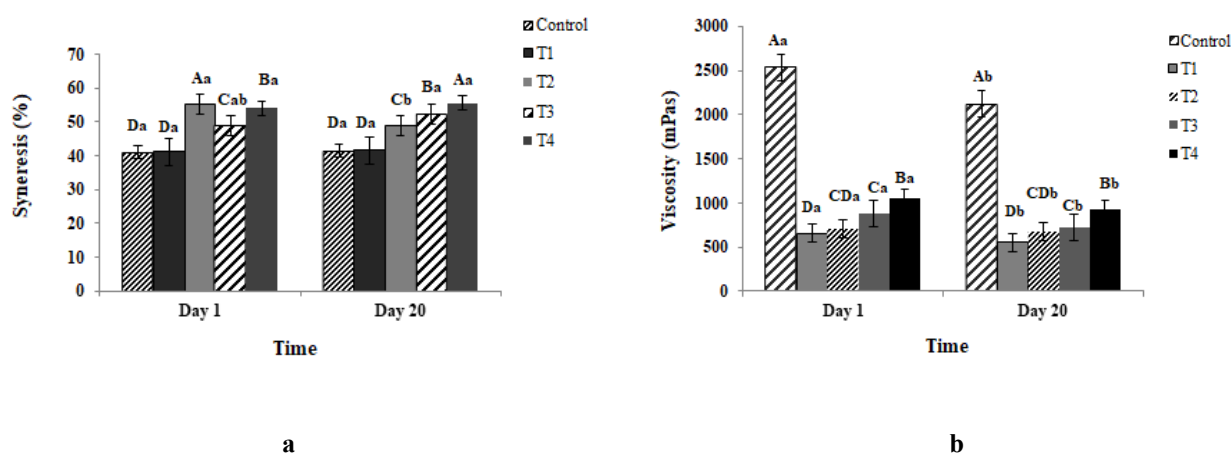 70
60
50
40
30
20
10
0
Syneresis (%)
Da
Da
Aa
Cab
Ba
Da
Da
Cb
Ba
Aa
Day 1
Day 20
Time
Control
T1
T2
T3
T4
a
3000
2500
2000
1500
1000
500
0
Viscosity (mPas)
Aa
Da
CDa
Ca
Ba
Ab
Db
CDb
Cb
Bb
Day 1
Day 20
Time
Control
T1
T2
T3
T4
b